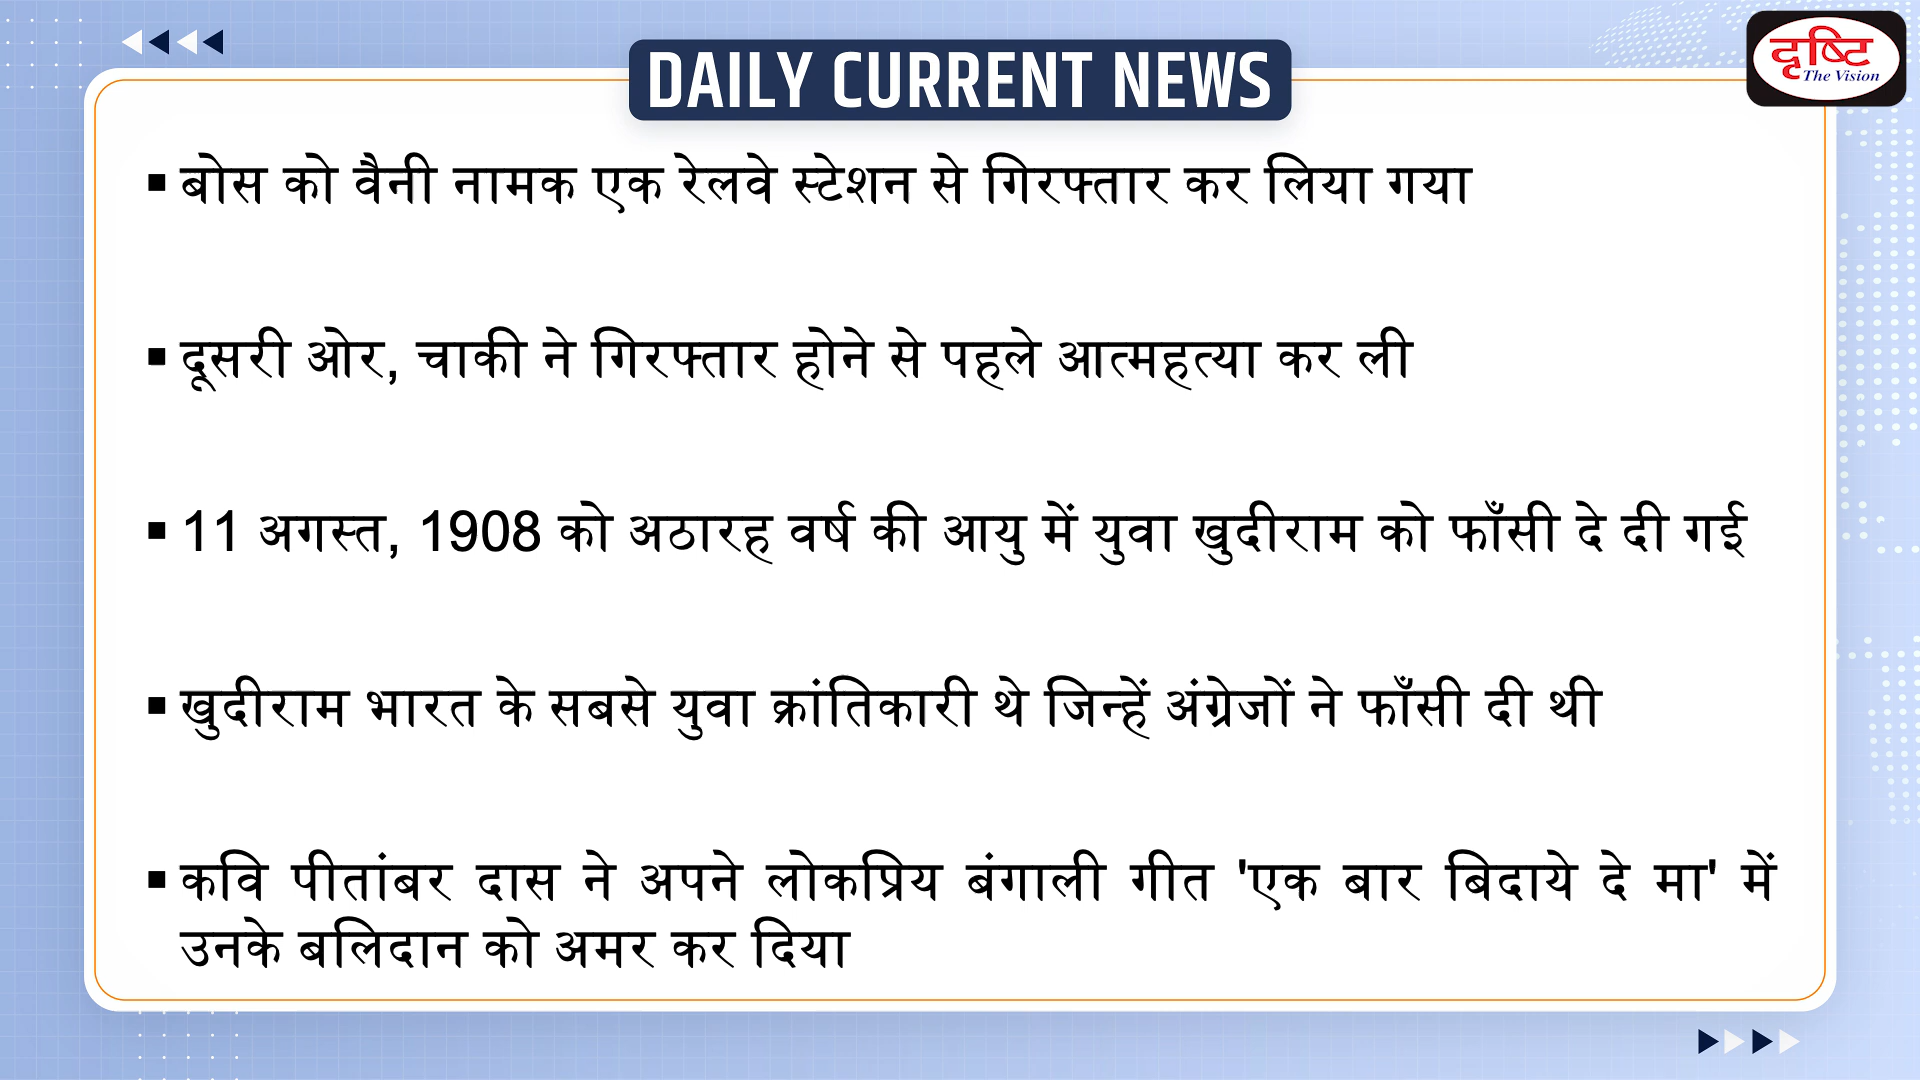 DAILY CURRENT NEWS
दृष्टि
The Vision
▪ बोस को वैनी नामक एक रेलवे स्टेशन से गिरफ्तार कर लिया गया
▪ दूसरी ओर, चाकी ने गिरफ्तार होने से पहले आत्महत्या कर ली
▪ 11 अगस्त, 1908 को अठारह वर्ष की आयु में युवा खुदीराम को फाँसी दे दी गई
▪ खुदीराम भारत के सबसे युवा क्रांतिकारी थे जिन्हें अंग्रेजों ने फाँसी दी थी
▪ कवि पीतांबर दास ने अपने लोकप्रिय बंगाली गीत 'एक बार बिदाये दे मा' में
उनके बलिदान को अमर कर दिया